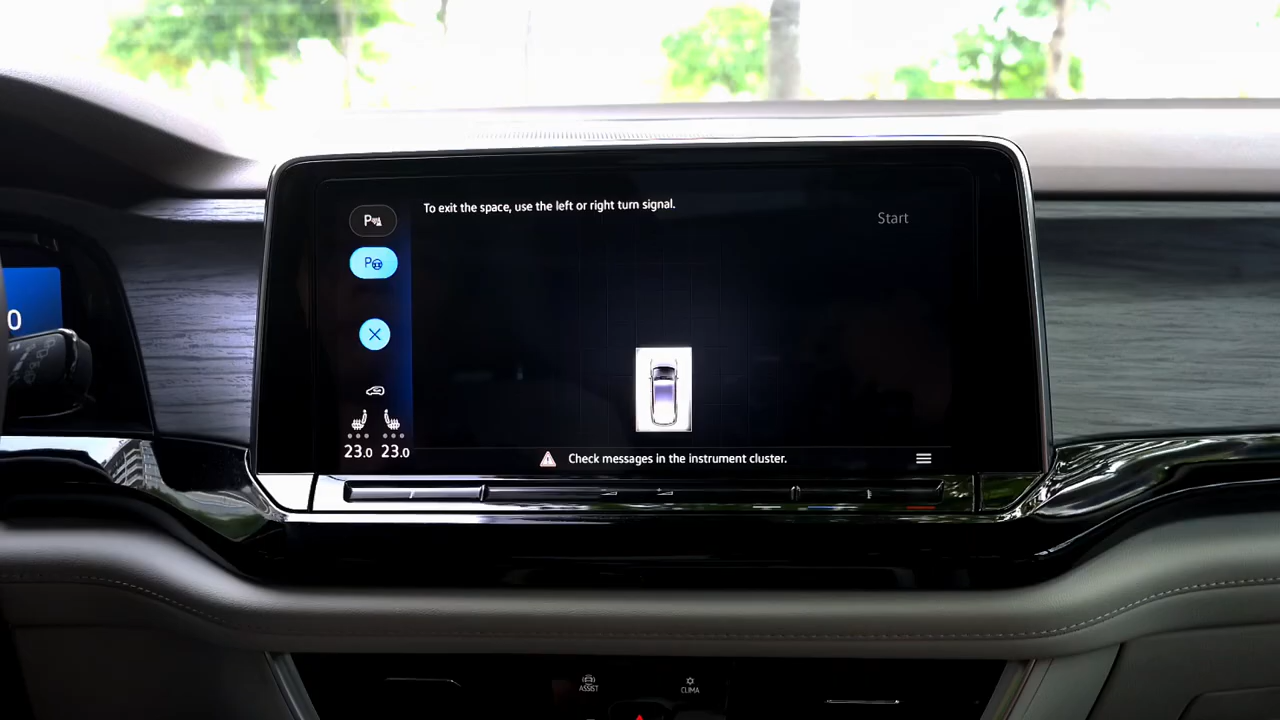 To exit the space, use the left or right turn signal.
Start
P
P
23.0 23.0
Check messages in the instrument cluster.
0
ASSIST
CLIMA